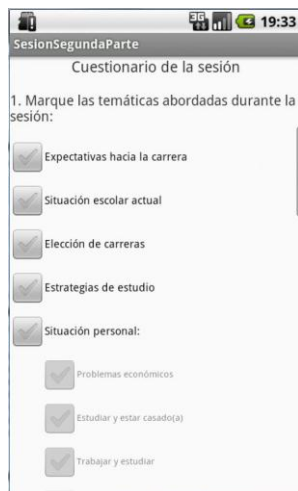 3G 19:33
SesionSegundaParte
Cuestionario de la sesión
1. Marque las temáticas abordadas durante la
sesión:
Expectativas hacia la carrera
Situación escolar actual
Elección de carreras
Estrategias de estudio
Situación personal:
Problemas económicos
Estudiar y estar casado(a)
Trabajar y estudiar